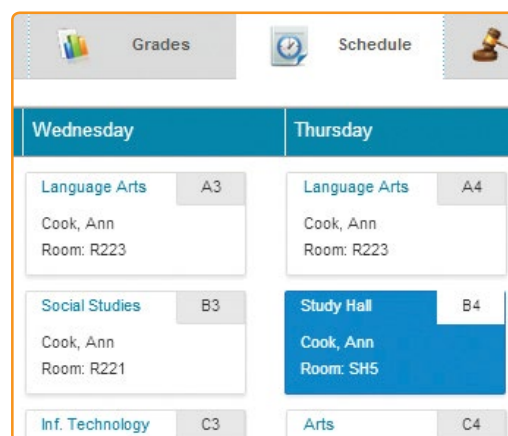 Grades Schedule
Wednesday Thursday
Language Arts A3 Language Arts A4
Cook, Ann Cook, Ann
Room: R223 Room: R223
Social Studies B3 Study Hall B4
Cook, Ann Cook, Ann
Room: R221 Room: SH5
Inf. Technology C3 Arts C4